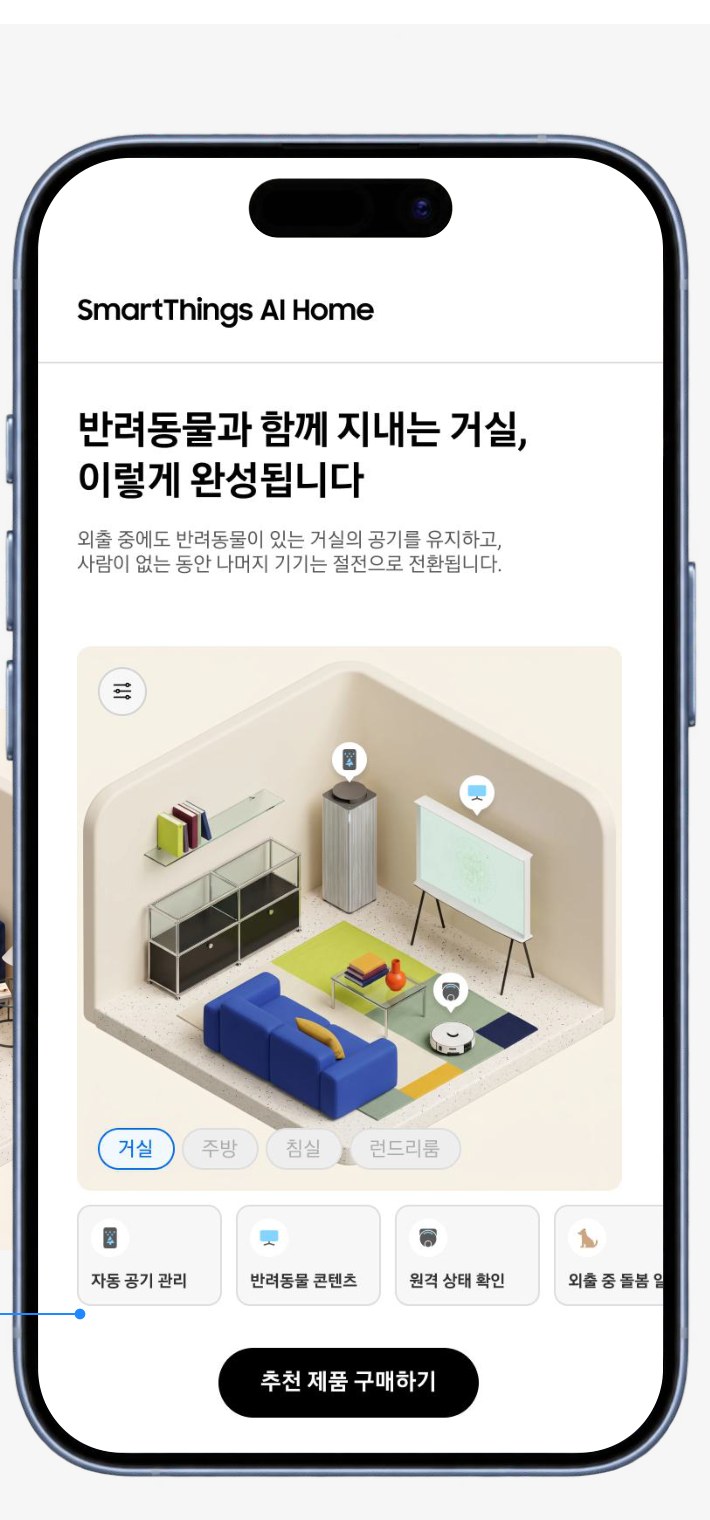 SmartThings AI Home
반려동물과 함께 지내는 거실,
이렇게 완성됩니다
외출 중에도 반려동물이 있는 거실의 공기를 유지하고,
사람이 없는 동안 나머지 기기는 절전으로 전환됩니다.
거실
주방
침실
런드리룸
자동 공기 관리
반려동물 콘텐츠
원격 상태 확인
외출 중 돌봄
추천 제품 구매하기